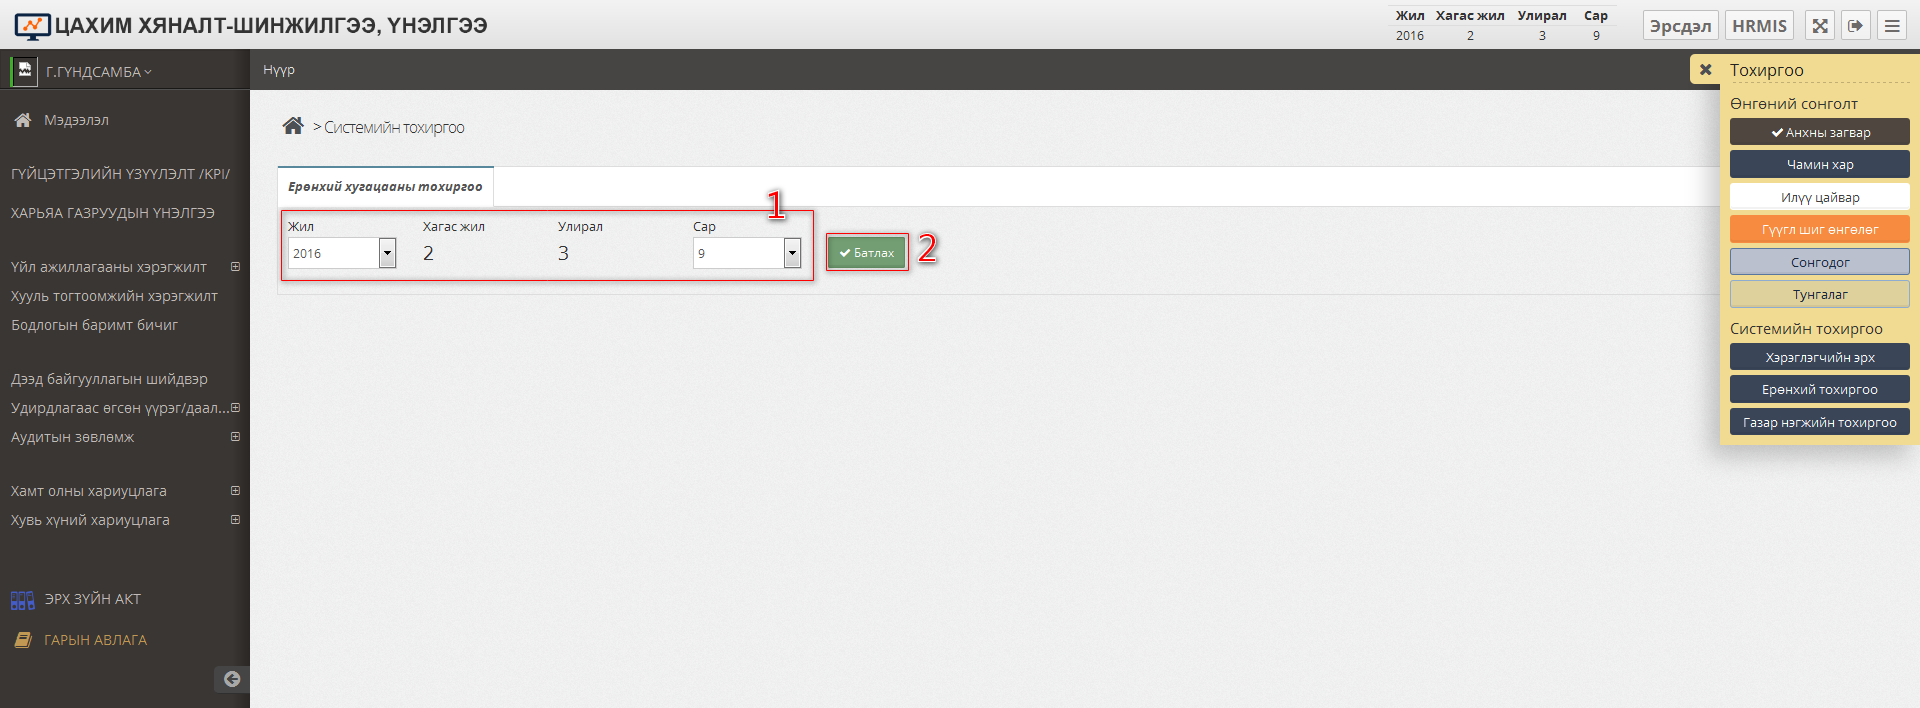 ЦАХИМ ХЯНАЛТ-ШИНЖИЛГЭЭ, ҮНЭЛГЭЭ
Жил Хагас жил Улирал Сар
2016 2 3 9
Эрсдэл HRMIS
Г.ГҮНДСАМБА
Нүүр
Мэдээлэл
ГҮЙЦЭТГЭЛИЙН ҮЗҮҮЛЭЛТ /KPI/
ХАРЬЯА ГАЗРУУДЫН ҮНЭЛГЭЭ
Үйл ажиллагааны хэрэгжилт
Хууль тогтоомжийн хэрэгжилт
Бодлогын баримт бичиг
Дээд байгууллагын шийдвэр
Удирдлагаас өгсөн үүрэг/даал...
Аудитын зөвлөмж
Хамт олны хариуцлага
Хувь хүний хариуцлага
ЭРХ ЗҮЙН АКТ
ГАРЫН АВЛАГА
> Системийн тохиргоо
Ерөнхий хугацааны тохиргоо
1
Жил Хагас жил Улирал Сар
2016 2 3 9
Батлах
2
Тохиргоо
Өнгөний сонголт
Анхны загвар
Чамин хар
Илүү цайвар
Гүүгл шиг өнгөлөг
Сонгодог
Тунгалаг
Системийн тохиргоо
Хэрэглэгчийн эрх
Ерөнхий тохиргоо
Газар нэгжийн тохиргоо